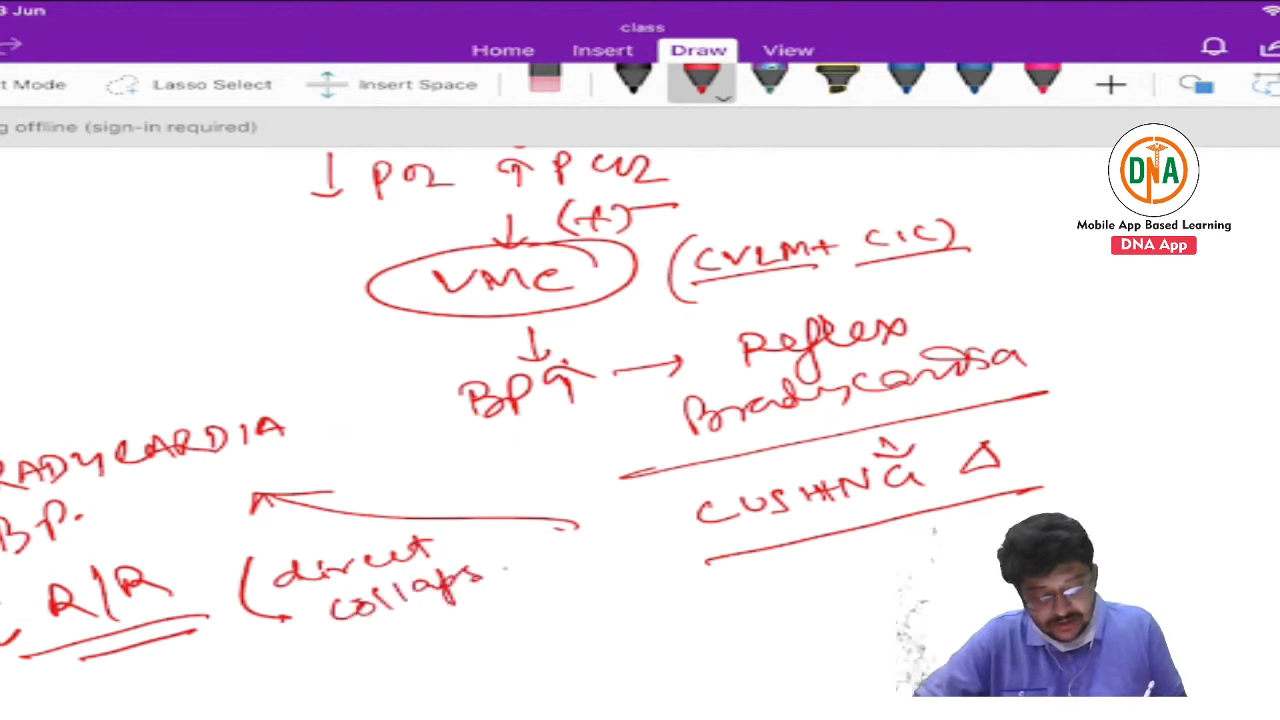 3 Jun
class
Home Insert Draw View
t Mode Lasso Select Insert Space
g offline (sign-in required)
DNA
Mobile App Based Learning
DNA App
↓ PO2 ↑ PCO2
↓ (+)
VMC (CVLM + CIC)
↓
BP↑ → Reflex
Bradycardia
CUSHING Δ
RADYCARDIA
BP.
R/R (direct
collaps